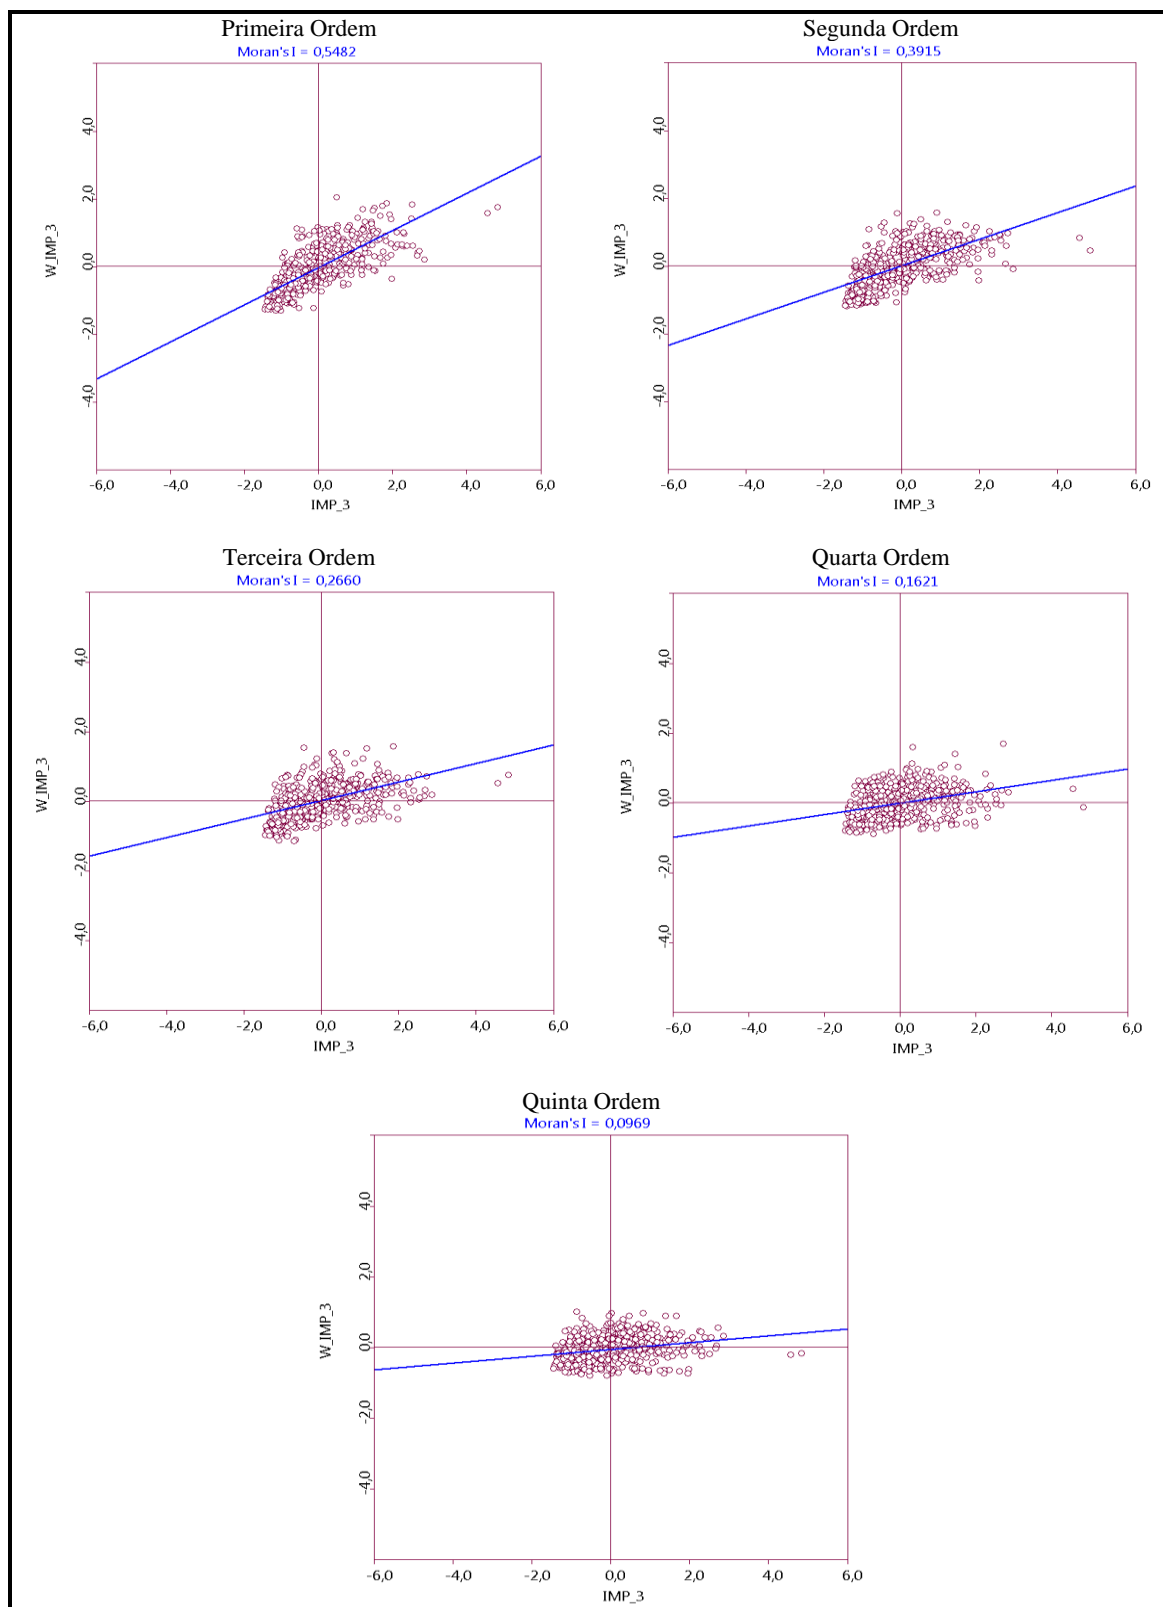 Primeira Ordem
Moran's I = 0,5482
4,0
2,0
0,0
-2,0
-4,0
W_IMP_3
-6,0 -4,0 -2,0 0,0 2,0 4,0 6,0
IMP_3
Segunda Ordem
Moran's I = 0,3915
4,0
2,0
0,0
-2,0
-4,0
W_IMP_3
-6,0 -4,0 -2,0 0,0 2,0 4,0 6,0
IMP_3
Terceira Ordem
Moran's I = 0,2660
4,0
2,0
0,0
-2,0
-4,0
W_IMP_3
-6,0 -4,0 -2,0 0,0 2,0 4,0 6,0
IMP_3
Quarta Ordem
Moran's I = 0,1621
4,0
2,0
0,0
-2,0
-4,0
W_IMP_3
-6,0 -4,0 -2,0 0,0 2,0 4,0 6,0
IMP_3
Quinta Ordem
Moran's I = 0,0969
4,0
2,0
0,0
-2,0
-4,0
W_IMP_3
-6,0 -4,0 -2,0 0,0 2,0 4,0 6,0
IMP_3